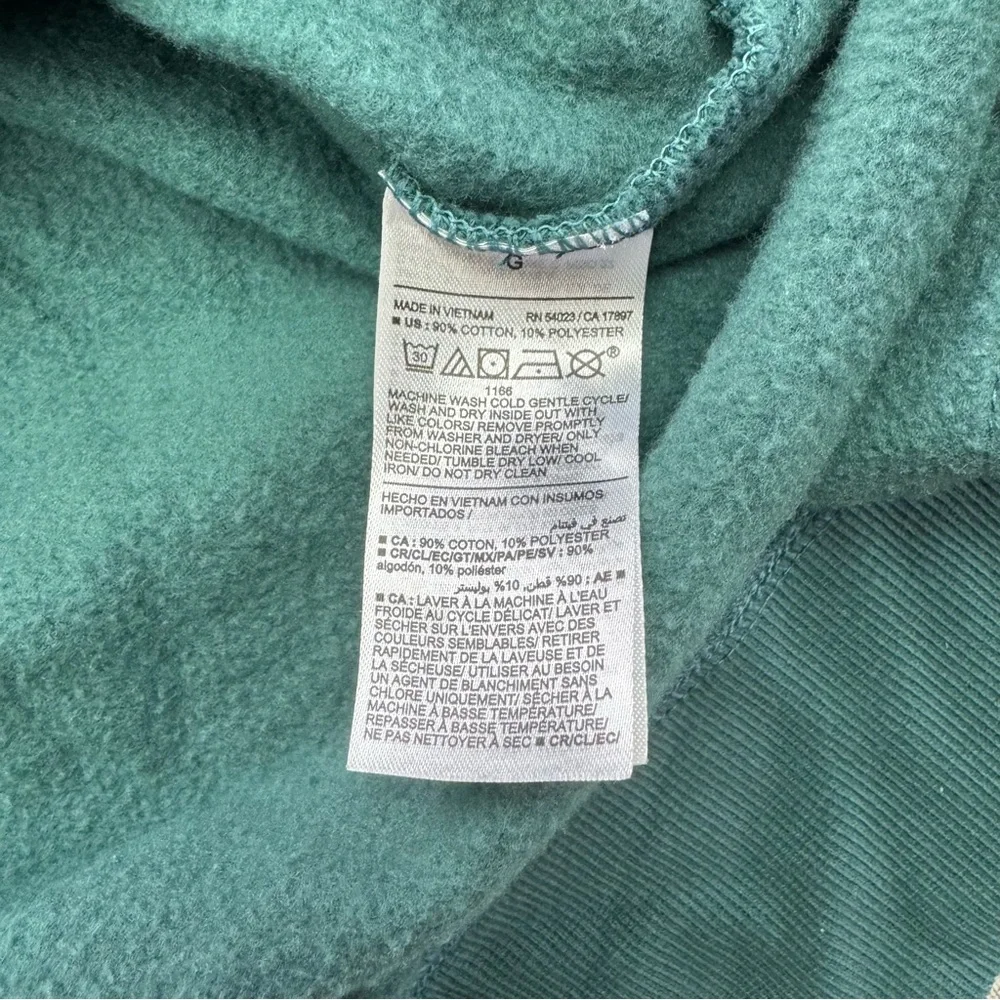 G
MADE IN VIETNAM RN 54023 / CA 17897
■ US : 90% COTTON, 10% POLYESTER
30
®
1166
MACHINE WASH COLD GENTLE CYCLE/
WASH AND DRY INSIDE OUT WITH
LIKE COLORS/ REMOVE PROMPTLY
FROM WASHER AND DRYER/ ONLY
NON-CHLORINE BLEACH WHEN
NEEDED/ TUMBLE DRY LOW/ COOL
IRON/ DO NOT DRY CLEAN
HECHO EN VIETNAM CON INSUMOS
IMPORTADOS /
تصنع في فيتنام
■ CA : 90% COTON, 10% POLYESTER
■ CR/CL/EC/GT/MX/PA/PE/SV : 90%
algodón, 10% poliéster
■ AE : 90% قطن, 10% بوليستر
■ CA : LAVER À LA MACHINE À L'EAU
FROIDE AU CYCLE DÉLICAT/ LAVER ET
SÉCHER SUR L'ENVERS AVEC DES
COULEURS SEMBLABLES/ RETIRER
RAPIDEMENT DE LA LAVEUSE ET DE
LA SÉCHEUSE/ UTILISER AU BESOIN
UN AGENT DE BLANCHIMENT SANS
CHLORE UNIQUEMENT/ SÉCHER À LA
MACHINE À BASSE TEMPÉRATURE/
REPASSER À BASSE TEMPÉRATURE/
NE PAS NETTOYER À SEC ■ CR/CL/EC/